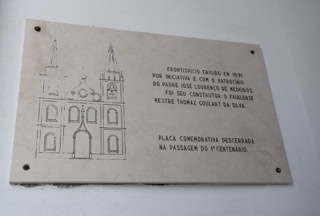 FRONTISPÍCIO ERIGIDO EM 1891
POR INICIATIVA E COM O PATROCÍNIO
DO PADRE JOSÉ LOURENÇO DE MEDEIROS.
FOI SEU CONSTRUTOR O FAIALENSE
MESTRE THOMAZ GOULART DA SILVA.
PLACA COMEMORATIVA DESCERRADA
NA PASSAGEM DO 1º CENTENÁRIO.